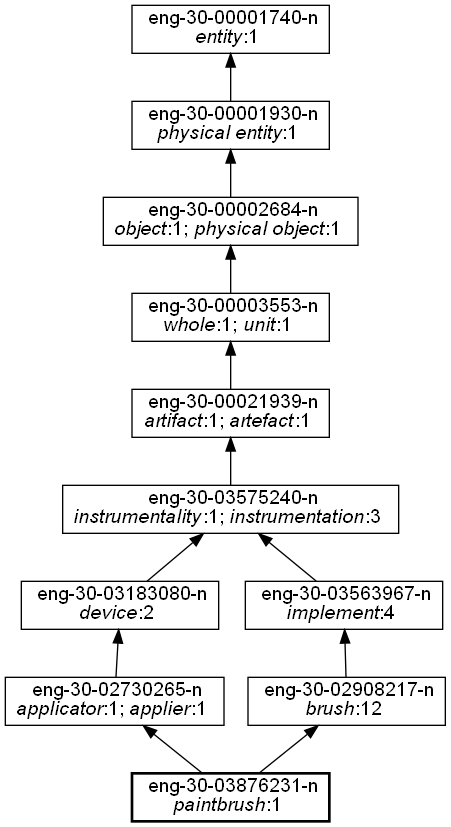 eng-30-00001740-n
entity:1
eng-30-00001930-n
physical entity:1
eng-30-00002684-n
object:1; physical object:1
eng-30-00003553-n
whole:1; unit:1
eng-30-00021939-n
artifact:1; artefact:1
eng-30-03575240-n
instrumentality:1; instrumentation:3
eng-30-03183080-n
device:2
eng-30-03563967-n
implement:4
eng-30-02730265-n
applicator:1; applier:1
eng-30-02908217-n
brush:12
eng-30-03876231-n
paintbrush:1